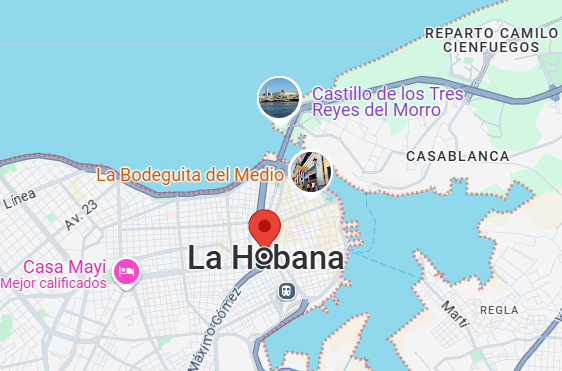 REPARTO CAMILO
CIENFUEGOS
Castillo de los Tres
Reyes del Morro
CASABLANCA
La Bodeguita del Medio
Línea
Av. 23
La Habana
Casa Mayi
Mejor calificados
Máximo Gómez
Martí
REGLA